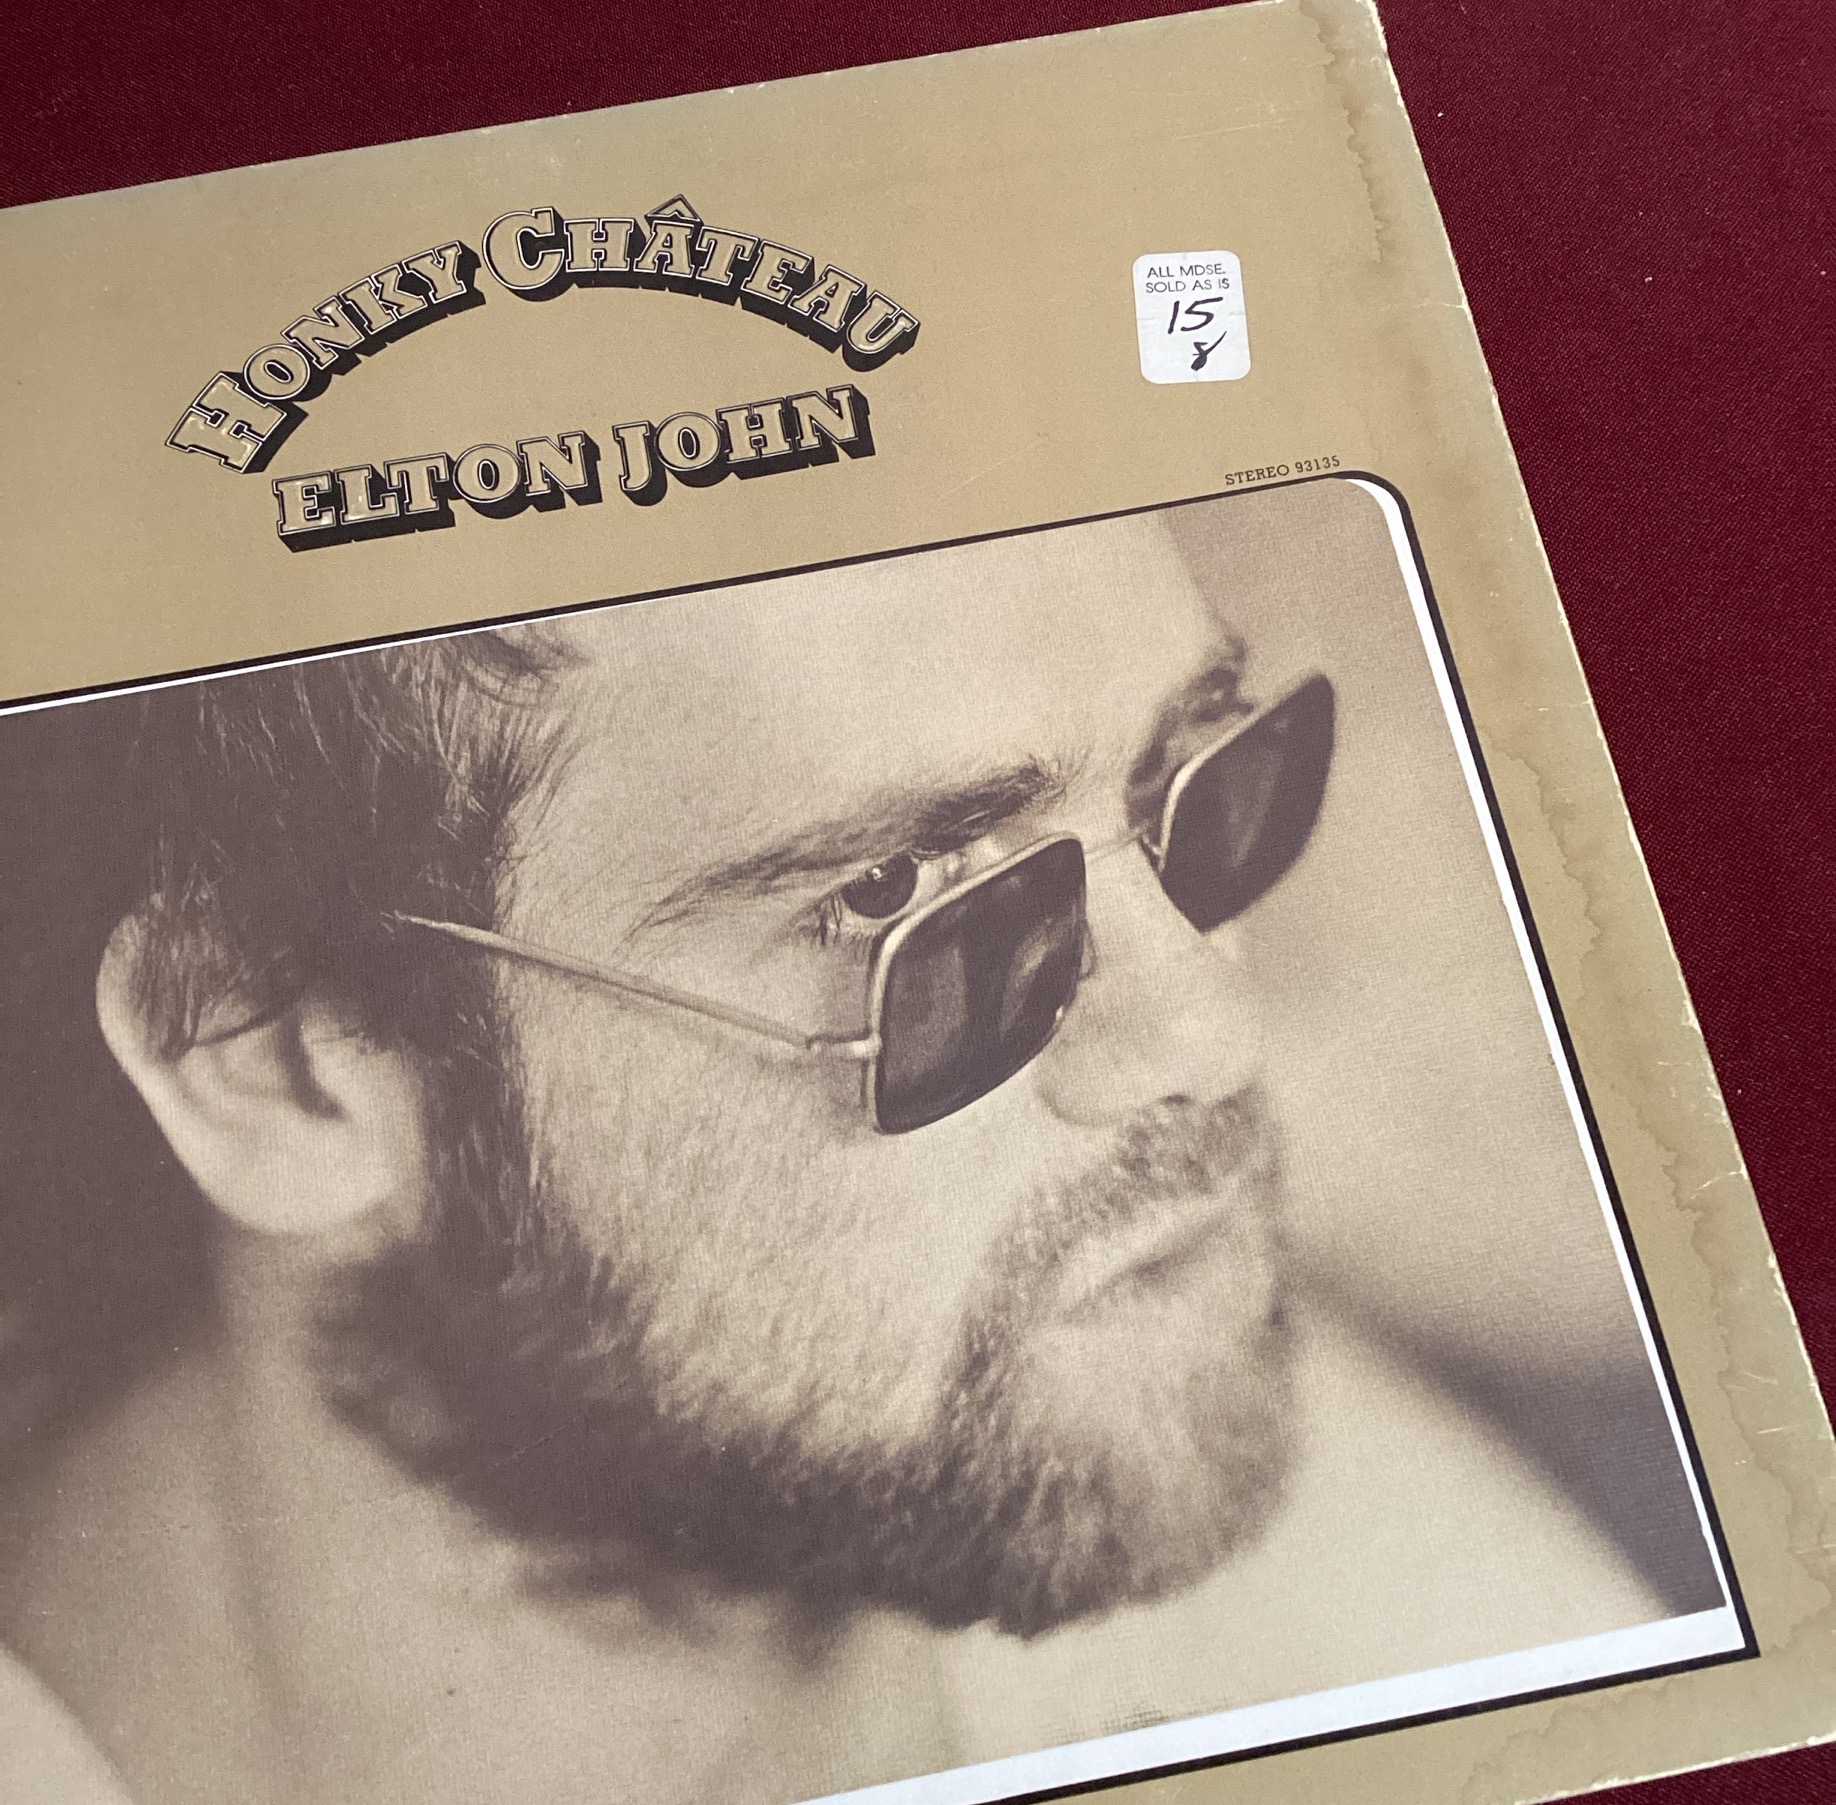 HONKY CHÂTEAU
ELTON JOHN
ALL MDSE.
SOLD AS IS
15
8
STEREO 93135